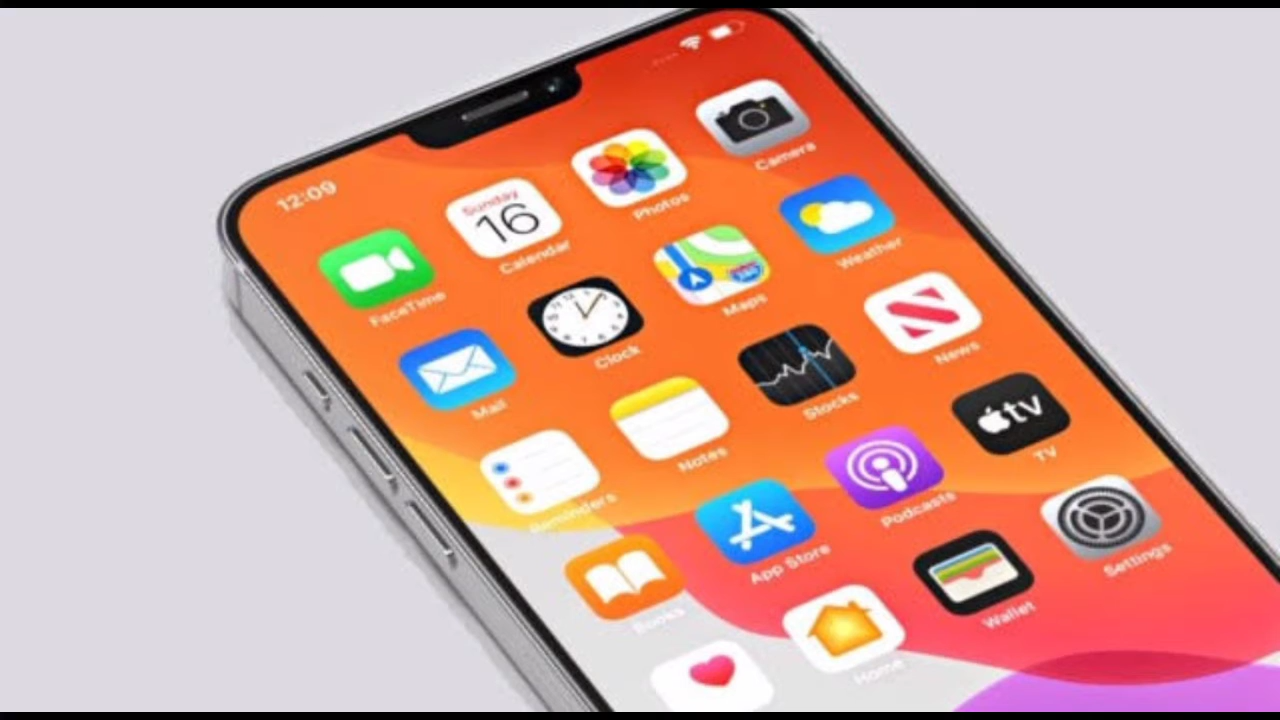 12:09
Sunday
16
FaceTime
Calendar
Photos
Camera
Mail
Clock
Maps
Weather
Reminders
Notes
Stocks
News
tv
Books
App Store
Podcasts
TV
Home
Wallet
Settings